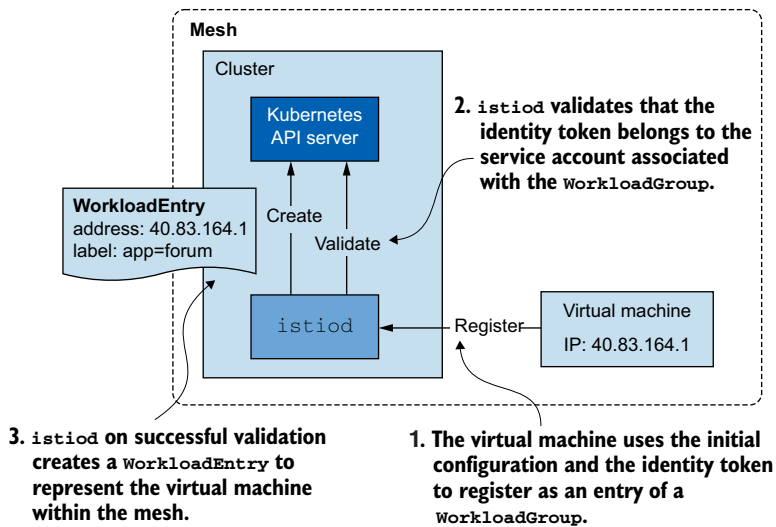 Mesh
Cluster
Kubernetes
API server
2. istiod validates that the
identity token belongs to the
service account associated
with the WorkloadGroup.
WorkloadEntry
address: 40.83.164.1
label: app=forum
Create
Validate
istiod
Register
Virtual machine
IP: 40.83.164.1
3. istiod on successful validation
creates a WorkloadEntry to
represent the virtual machine
within the mesh.
1. The virtual machine uses the initial
configuration and the identity token
to register as an entry of a
WorkloadGroup.